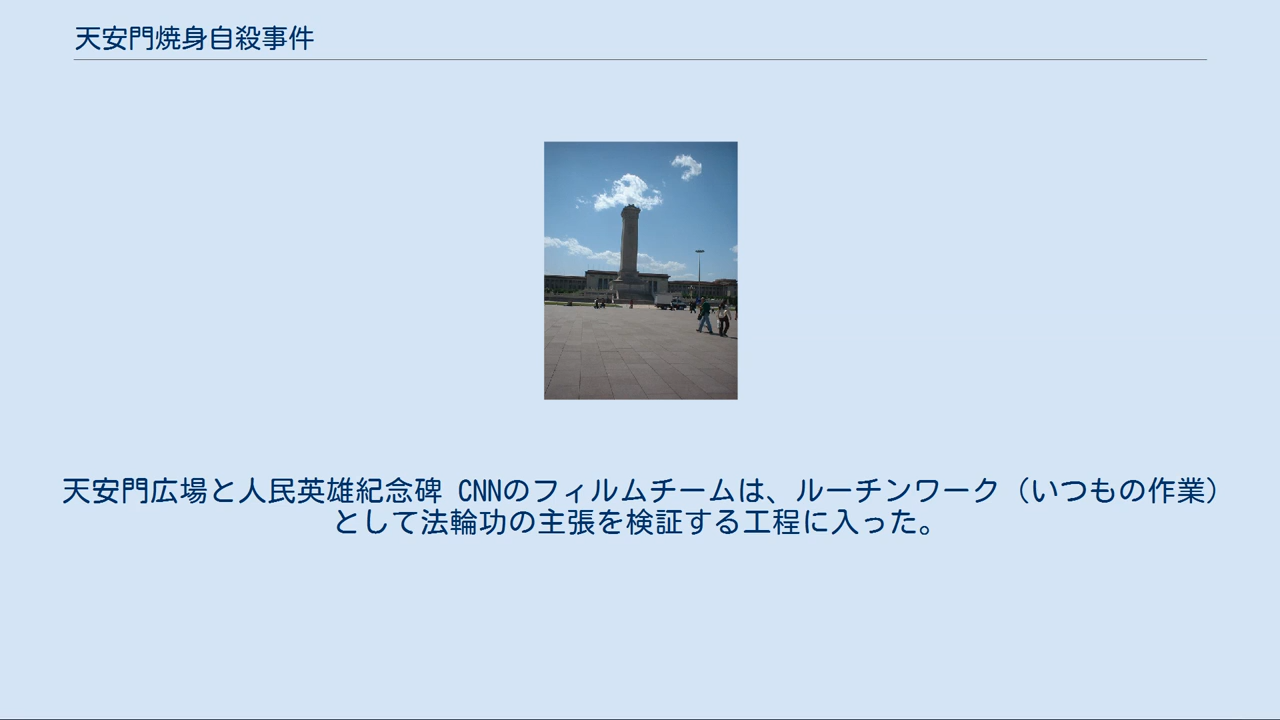 天安門焼身自殺事件
天安門広場と人民英雄紀念碑 CNNのフィルムチームは、ルーチンワーク（いつもの作業）
として法輪功の主張を検証する工程に入った。